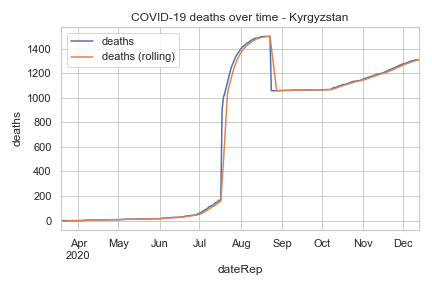 COVID-19 deaths over time - Kyrgyzstan
deaths
deaths (rolling)
1400
1200
1000
800
600
400
200
0
deaths
Apr May Jun Jul Aug Sep Oct Nov Dec
2020
dateRep